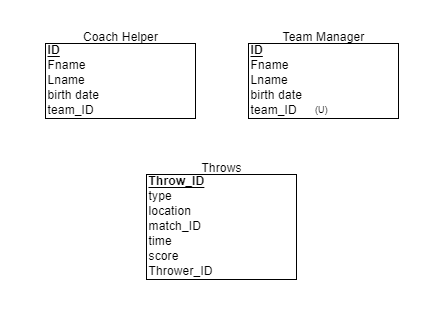 Coach Helper
ID
Fname
Lname
birth date
team_ID
Team Manager
ID
Fname
Lname
birth date
team_ID (U)
Throws
Throw_ID
type
location
match_ID
time
score
Thrower_ID